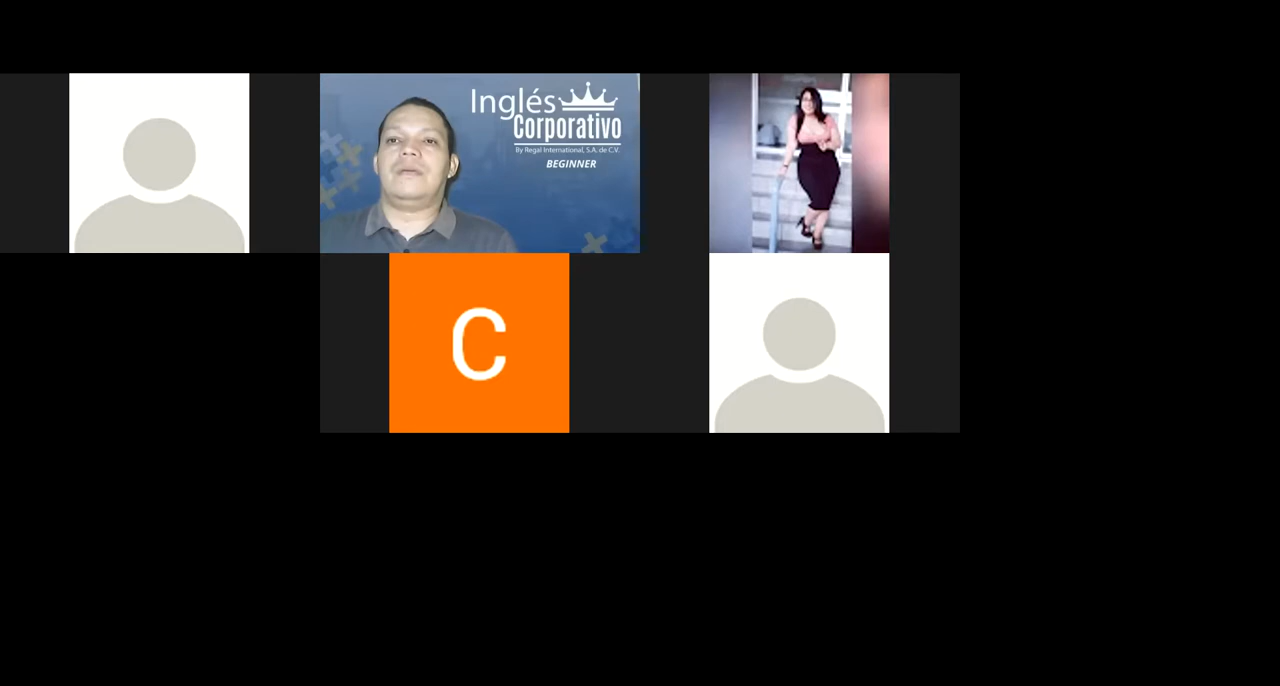 Inglés
Corporativo
By Regal International, S.A. de C.V.
BEGINNER
C